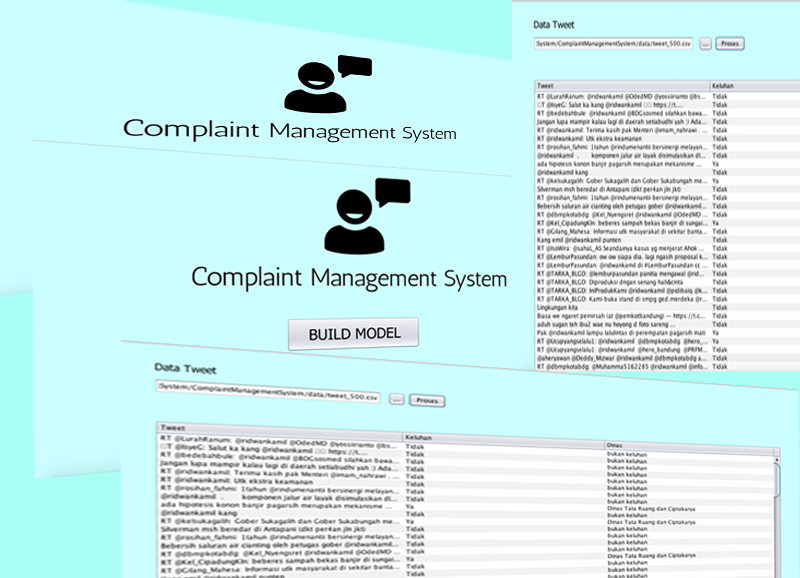 Complaint Management System
Complaint Management System
BUILD MODEL
Data Tweet
System/ComplaintManagementSystem/data/tweet_500.csv ... Proses
Tweet Keluhan
RT @LurahRanum: @ridwankamil @OdedMD @yossiirianto @bs... Tidak
T @IsyeG: Salut ka kang @ridwankamil https://t.... Tidak
RT @bedebahbule: @ridwankamil @BDGsosmed silahkan bawa... Tidak
Jangan lupa mampir kalau lagi di daerah setiabudhi yah :) Ada... Tidak
RT @ridwankamil: Terima kasih pak Menteri @imam_nahrawi . ... Tidak
RT @ridwankamil: Utk ekstra keamanan Tidak
RT @rosihan_fahmi: 1tahun @rindumenanti bersinergi melayan... Tidak
@ridwankamil . komponen jalur air layak disimulasikan dl... Tidak
ada hipotesis konon banjir pagarsih merupakan mekanisme ... Ya
@ridwankamil kang Tidak
RT @kelsukagalih: Gober Sukagalih dan Gober Sukabungah me... Ya
Silverman msh beredar di Antapani (dkt per4an jln jkt) Tidak
RT @rosihan_fahmi: 1tahun @rindumenanti bersinergi melayan... Tidak
Bebersih saluran air cianting oleh petugas gober @ridwankamil... Tidak
RT @dbmpkotabdg: @Kel_Nyengsret @ridwankamil @OdedMD ... Tidak
RT @Kel_CipadungKln: beberes sampah bekas banjir di sungai... Ya
RT @Gilang_Mahesa: Informasi utk masyarakat di sekitar banta... Tidak
Kang emil @ridwankamil punten Tidak
RT @IsoWira: @sahaL_AS Seandainya kasus yg menjerat Ahok ... Tidak
RT @LemburPasundan: ow ow siapa dia. lagi ngasih proposal k... Tidak
RT @LemburPasundan: @ridwankamil di #LemburPasundan cc ... Tidak
RT @TARKA_BLGD: @lemburpasundan panitia mengawal @rid... Tidak
RT @TARKA_BLGD: Diproduksi dngan senang hati&cinta Tidak
RT @TARKA_BLGD: InProdukKami @ridwankamil @pidibaiq @k... Tidak
RT @TARKA_BLGD: Kami buka stand di smpg ged.merdeka @r... Tidak
Lingkungan kita Tidak
Biasa we ngaret pemirsah (at @pemkotbandung) — https://t.c... Tidak
aduh sugan teh ibu2 wae nu hoyong d foto sareng ... Tidak
Pak @ridwankamil lampu lalulintas di perempatan pagarsih mati Ya
RT @Ucupyangselalu1: @ridwankamil @dbmpkotabdg @hero_... Tidak
RT @Ucupyangselalu1: @ridwankamil @hero_bandung @PRFM... Tidak
@aheryawan @Deddy_Mizwar @ridwankamil @dbmpkotabdg ... Tidak
RT @dbmpkotabdg: @Muhamma5162285 @ridwankamil @info... Tidak
Data Tweet
System/ComplaintManagementSystem/data/tweet_500.csv ... Proses
Tweet Keluhan Dinas
RT @LurahRanum: @ridwankamil @OdedMD @yossiirianto @bs... Tidak bukan keluhan
T @IsyeG: Salut ka kang @ridwankamil https://t.... Tidak bukan keluhan
RT @bedebahbule: @ridwankamil @BDGsosmed silahkan bawa... Tidak bukan keluhan
Jangan lupa mampir kalau lagi di daerah setiabudhi yah :) Ada... Tidak bukan keluhan
RT @ridwankamil: Terima kasih pak Menteri @imam_nahrawi . ... Tidak bukan keluhan
RT @ridwankamil: Utk ekstra keamanan Tidak bukan keluhan
RT @rosihan_fahmi: 1tahun @rindumenanti bersinergi melayan... Tidak bukan keluhan
@ridwankamil . komponen jalur air layak disimulasikan dl... Tidak bukan keluhan
ada hipotesis konon banjir pagarsih merupakan mekanisme ... Ya Dinas Tata Ruang dan Ciptakarya
@ridwankamil kang Tidak bukan keluhan
RT @kelsukagalih: Gober Sukagalih dan Gober Sukabungah me... Ya Dinas Tata Ruang dan Ciptakarya
Silverman msh beredar di Antapani (dkt per4an jln jkt) Tidak bukan keluhan
RT @rosihan_fahmi: 1tahun @rindumenanti bersinergi melayan... Tidak bukan keluhan
Bebersih saluran air cianting oleh petugas gober @ridwankamil... Tidak bukan keluhan
RT @dbmpkotabdg: @Kel_Nyengsret @ridwankamil @OdedMD ... Tidak bukan keluhan
RT @Kel_CipadungKln: beberes sampah bekas banjir di sungai... Ya Dinas Tata Ruang dan Ciptakarya
RT @Gilang_Mahesa: Informasi utk masyarakat di sekitar banta... Tidak bukan keluhan
Kang emil @ridwankamil punten Tidak bukan keluhan